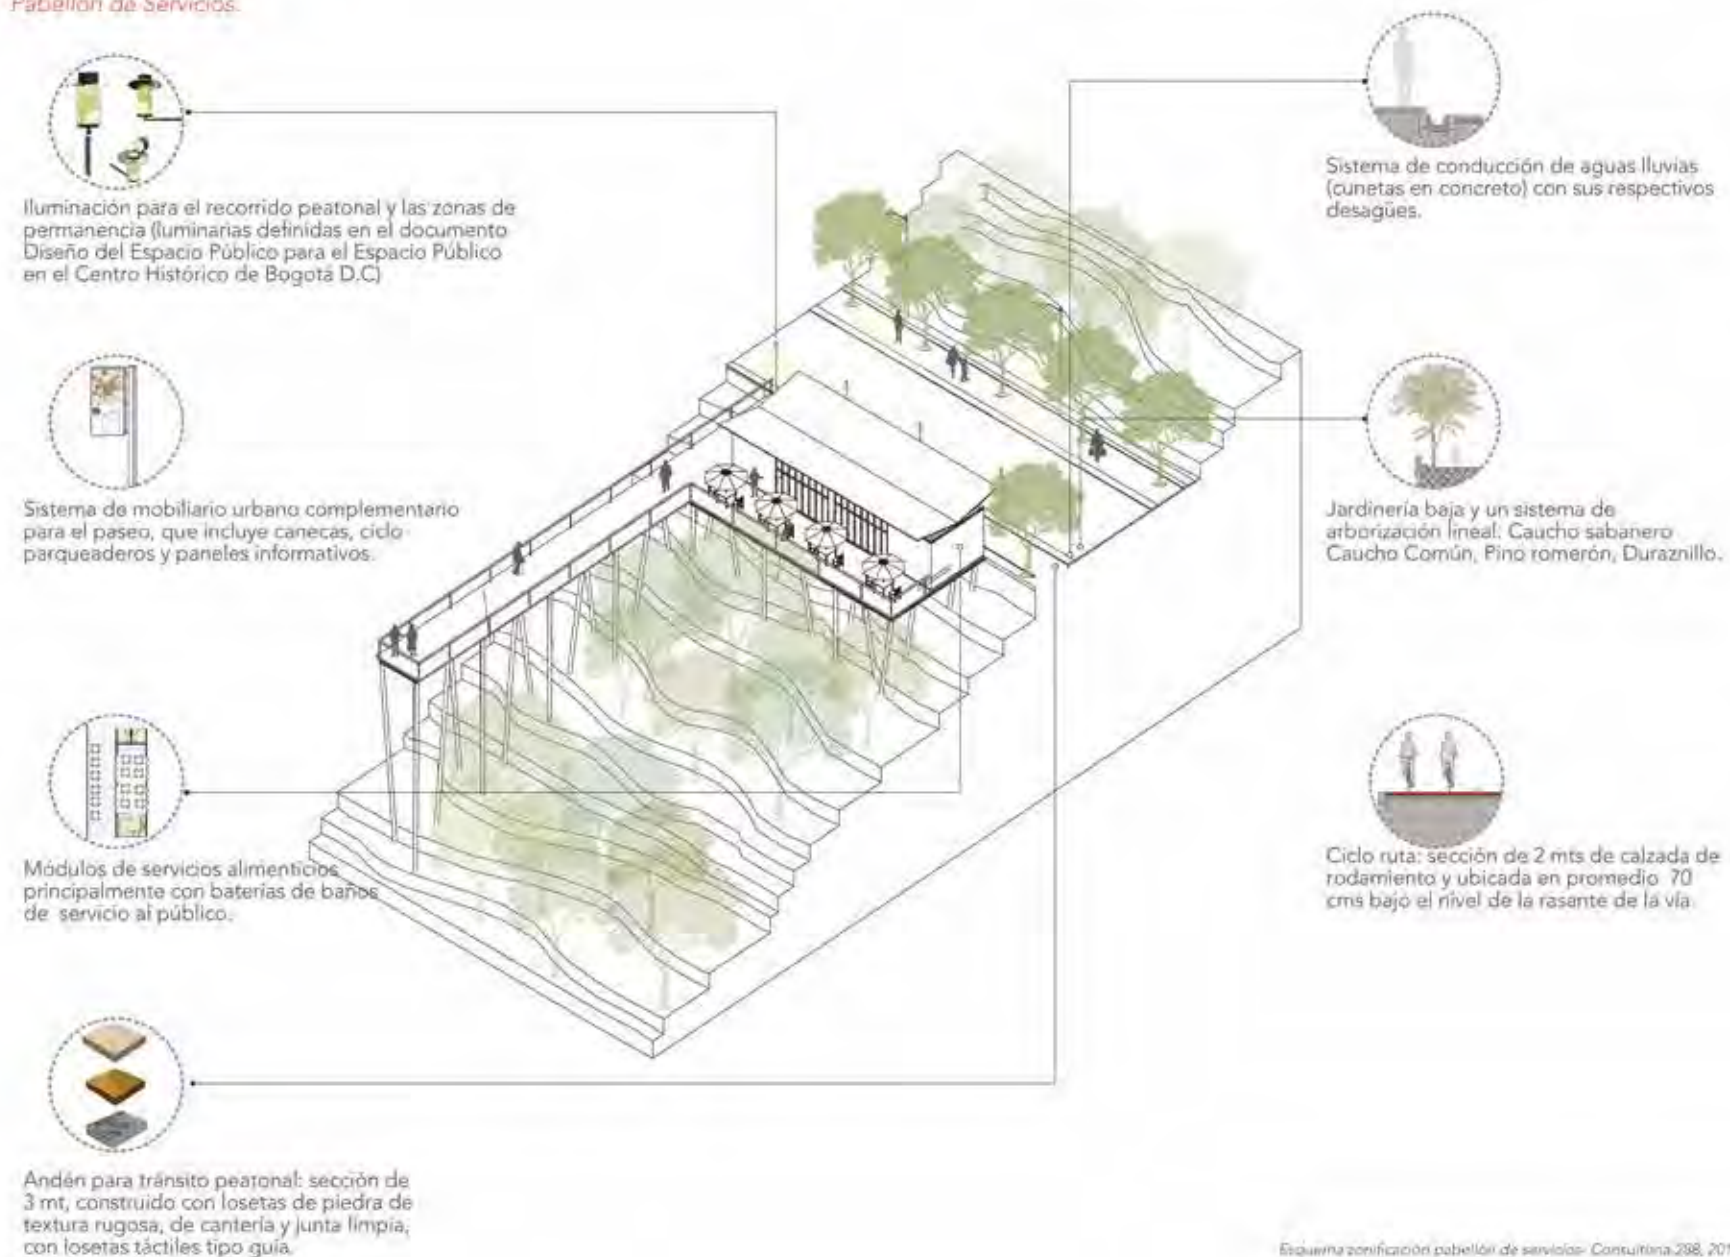 Pabellón de Servicios.
Iluminación para el recorrido peatonal y las zonas de
permanencia (luminarias definidas en el documento
Diseño del Espacio Público para el Espacio Público
en el Centro Histórico de Bogotá D.C)
Sistema de mobiliario urbano complementario
para el paseo, que incluye canecas, ciclo
parqueaderos y paneles informativos.
Módulos de servicios alimenticios
principalmente con baterías de baños
de servicio al público.
Andén para tránsito peatonal: sección de
3 mt, construido con losetas de piedra de
textura rugosa, de cantería y junta limpia,
con losetas táctiles tipo guía.
Sistema de conducción de aguas lluvias
(cunetas en concreto) con sus respectivos
desagües.
Jardinería baja y un sistema de
arborización lineal: Caucho sabanero
Caucho Común, Pino romerón, Duraznillo.
Ciclo ruta: sección de 2 mts de calzada de
rodamiento y ubicada en promedio 70
cms bajo el nivel de la rasante de la vía.
Esquema zonificación pabellón de servicios- Consultoria 298, 201